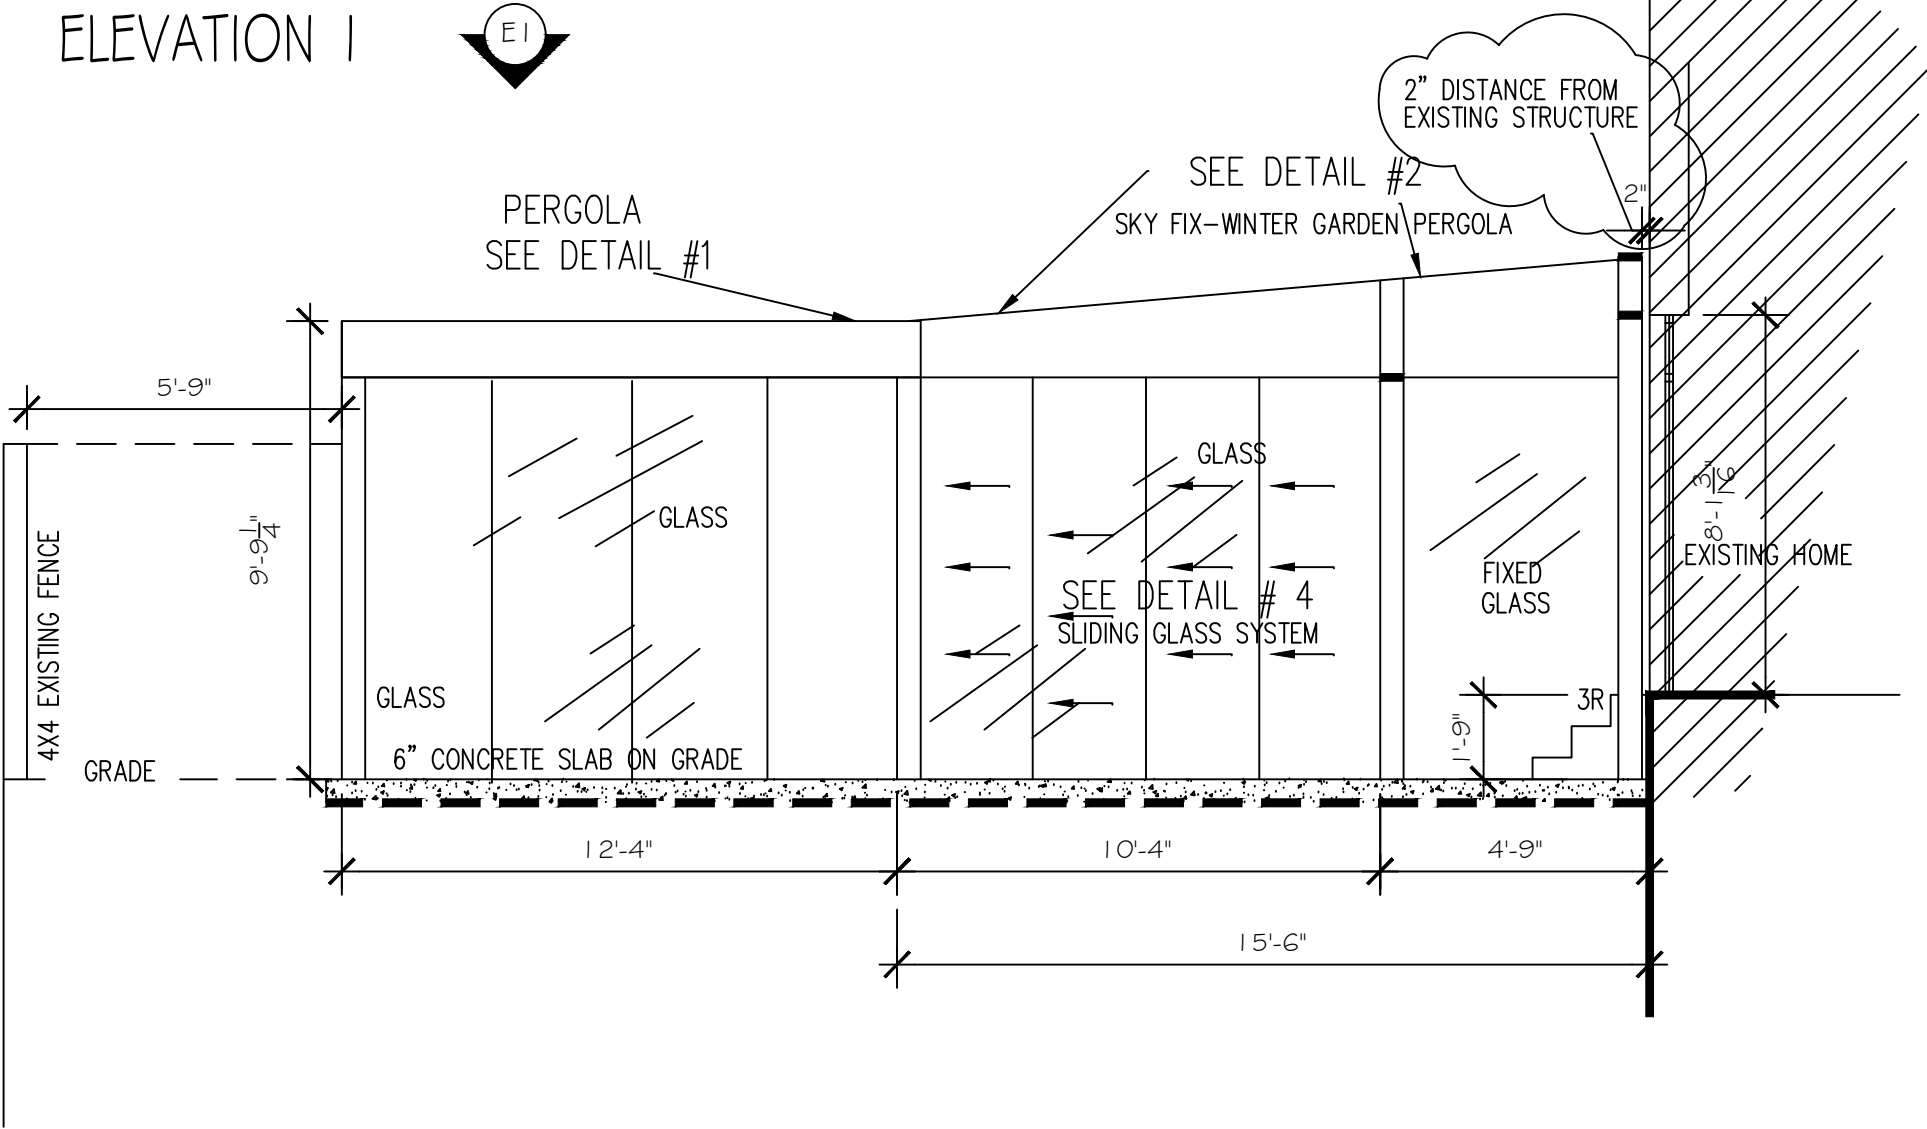 ELEVATION 1
E1
2” DISTANCE FROM
EXISTING STRUCTURE
SEE DETAIL #2
2"
PERGOLA
SEE DETAIL #1
SKY FIX-WINTER GARDEN PERGOLA
5'-9"
GLASS
GLASS
9'-9 1/4"
8'-1 3/16"
4X4 EXISTING FENCE
EXISTING HOME
FIXED
GLASS
SEE DETAIL # 4
SLIDING GLASS SYSTEM
GLASS
3R
1'-9"
6” CONCRETE SLAB ON GRADE
GRADE
12'-4"
10'-4"
4'-9"
15'-6"